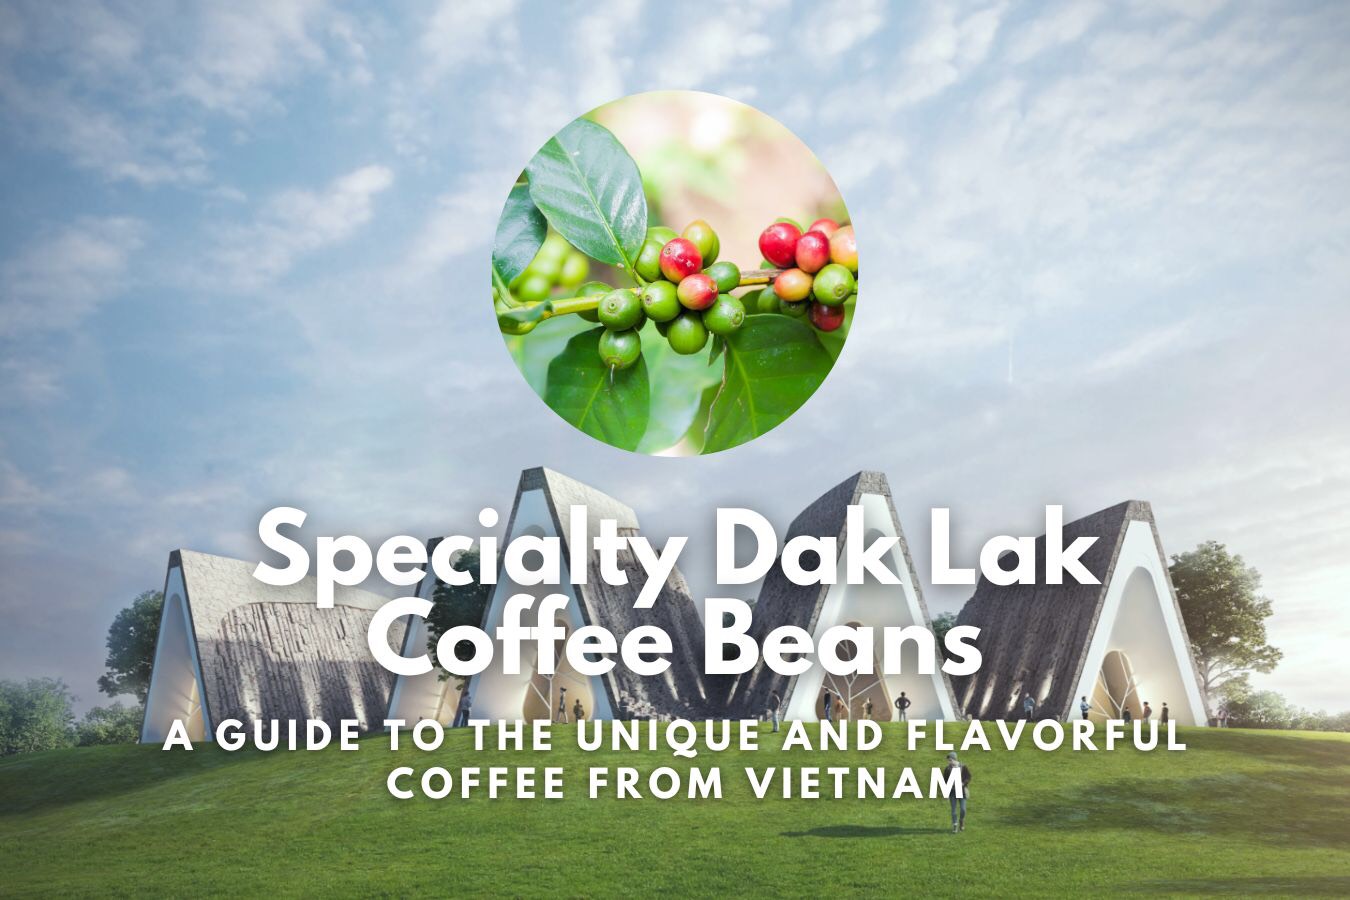 Specialty Dak Lak
Coffee Beans
A GUIDE TO THE UNIQUE AND FLAVORFUL
COFFEE FROM VIETNAM